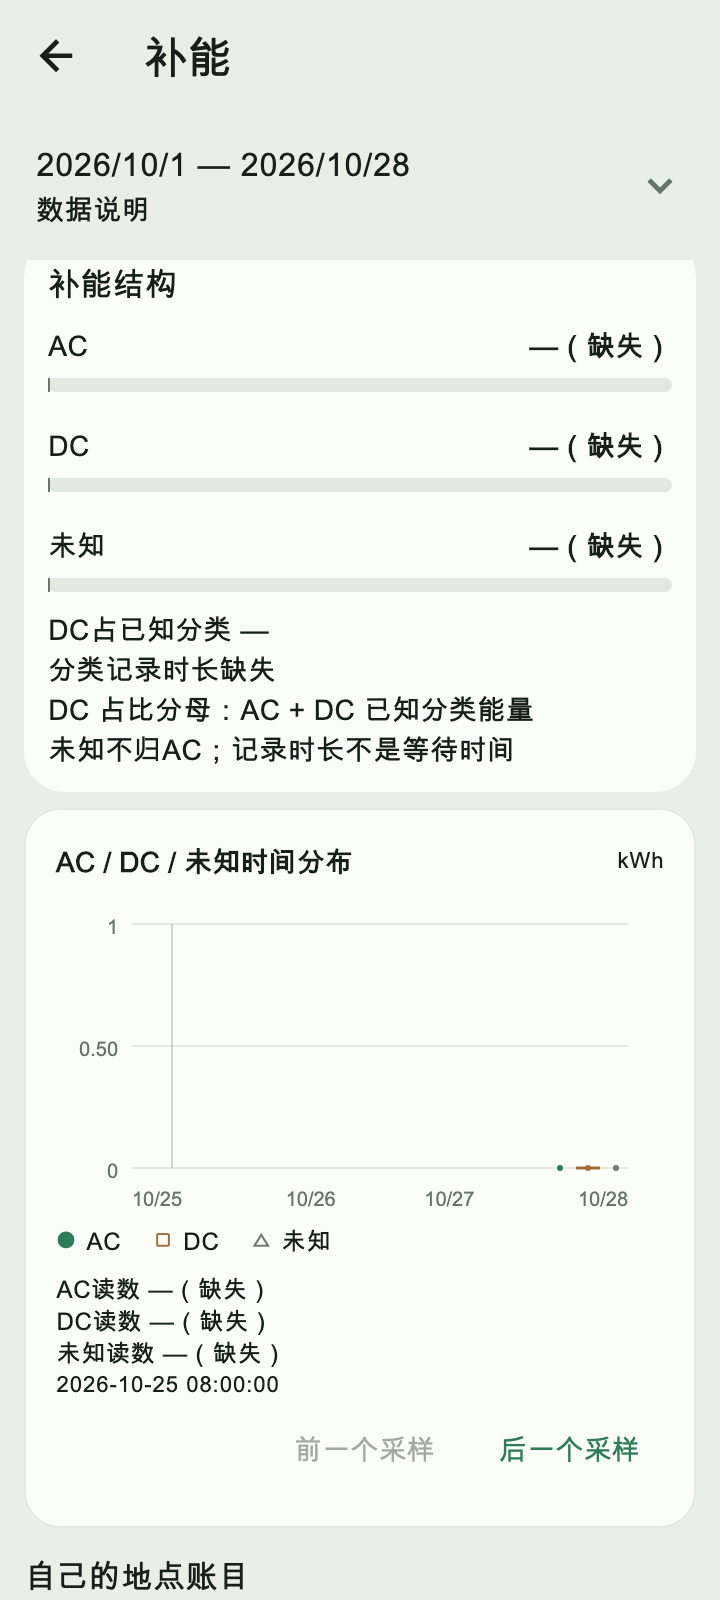 补能
2026/10/1 — 2026/10/28
数据说明
补能结构
AC —（缺失）
DC —（缺失）
未知 —（缺失）
DC占已知分类 —
分类记录时长缺失
DC 占比分母：AC + DC 已知分类能量
未知不归AC；记录时长不是等待时间
AC / DC / 未知时间分布 kWh
1
0.50
0
10/25 10/26 10/27 10/28
AC DC 未知
AC读数 —（缺失）
DC读数 —（缺失）
未知读数 —（缺失）
2026-10-25 08:00:00
前一个采样 后一个采样
自己的地点账目